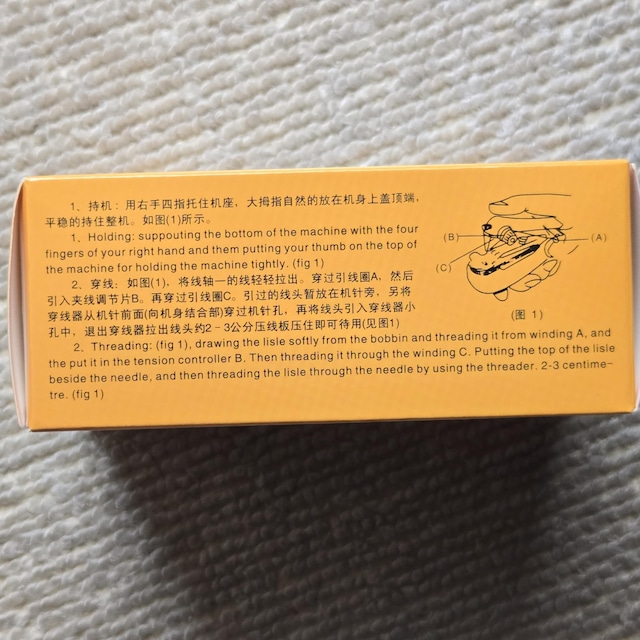 1、持机：用右手四指托住机座，大拇指自然的放在机身上盖顶端，
平稳的持住整机。如图(1)所示。
1、Holding: suppouting the bottom of the machine with the four
fingers of your right hand and them putying your thumb on the top of
the machine for holding the machine tightly. (fig 1)
2、穿线：如图(1)，将线轴一的线轻轻拉出。穿过引线圈A，然后
引入夹线调节片B。再穿过引线圈C。引过的线头暂放在机针旁，另将
穿线器从机针前面(向机身结合部)穿过机针孔，再将线头引入穿线器小
孔中，退出穿线器拉出线头约2－3公分压线板压住即可待用(见图1)
2、Threading: (fig 1), drawing the lisle softly from the bobbin and threading it from winding A, and
the put it in the tension controller B. Then threading it through the winding C. Putting the top of the lisle
beside the needle, and then threading the lisle through the needle by using the threader. 2-3 centime-
tre. (fig 1)
(B)
(A)
(C)
(图 1)